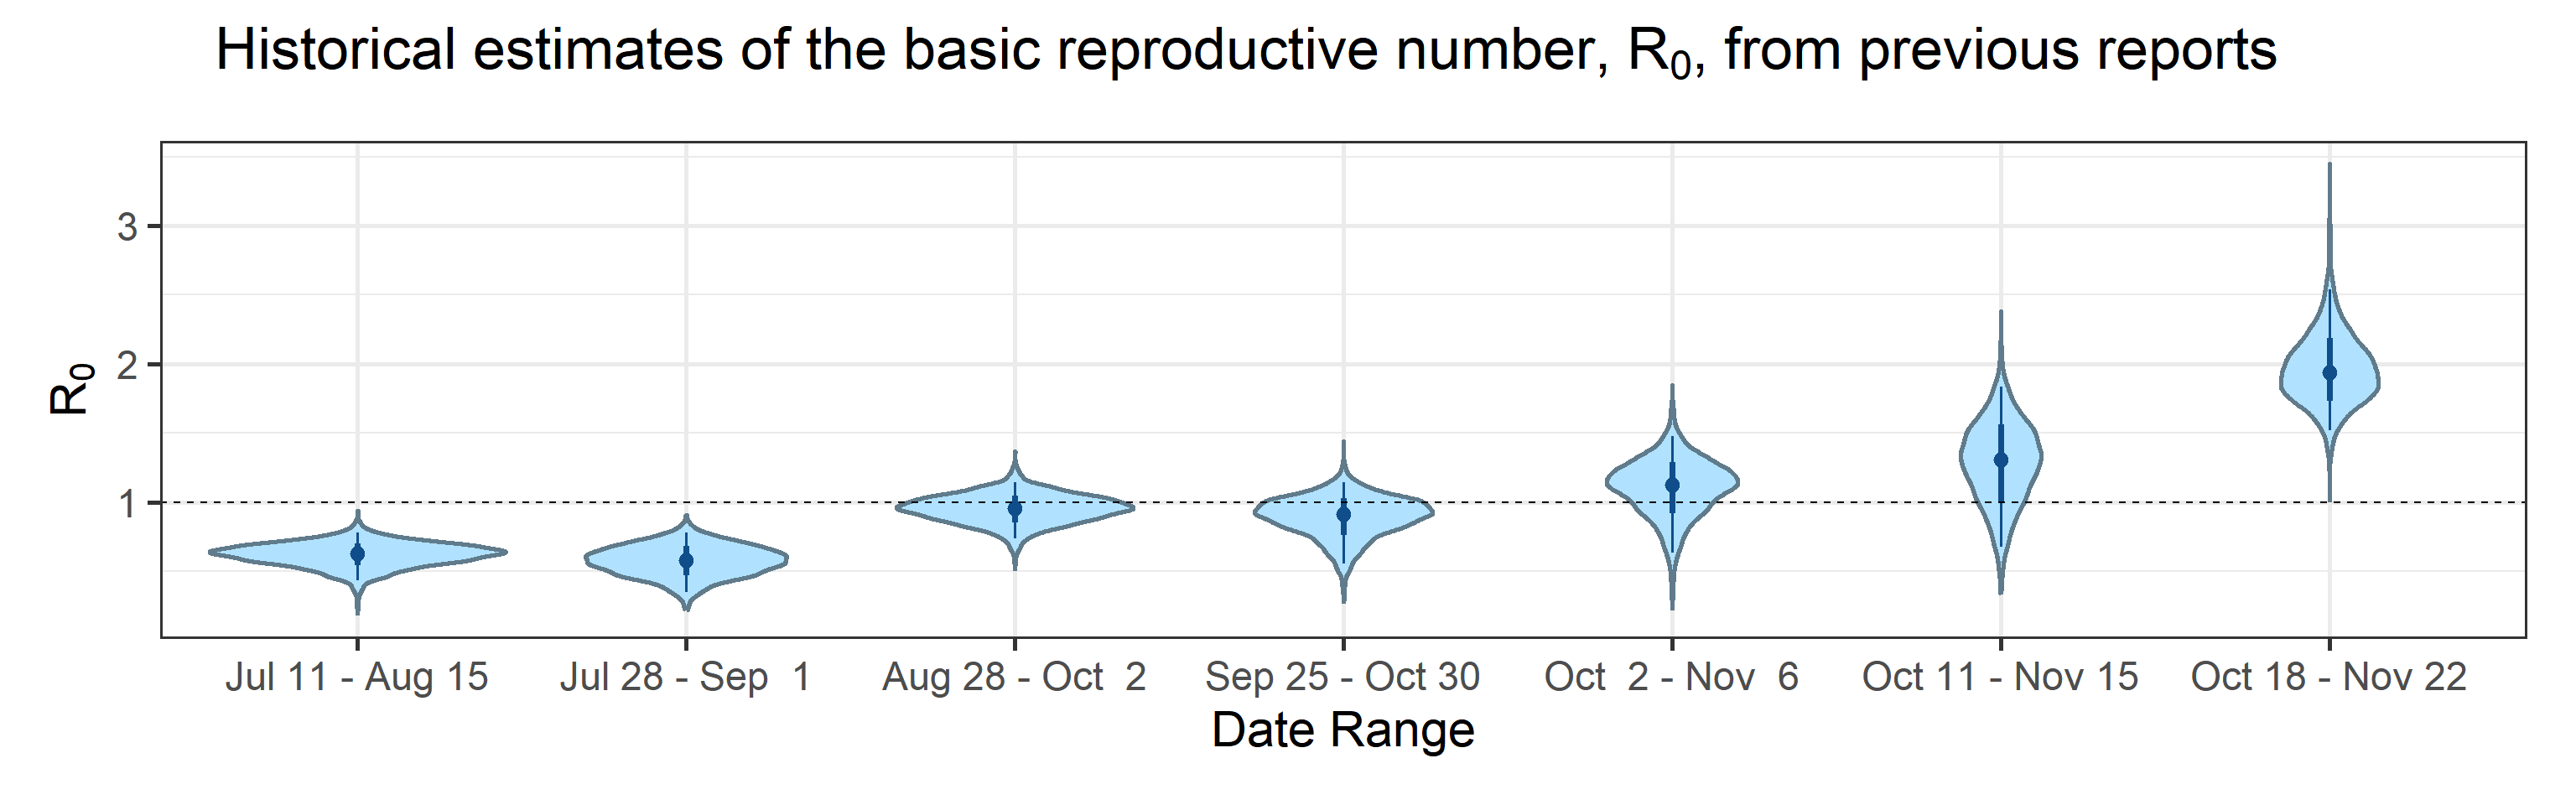 Historical estimates of the basic reproductive number, R₀, from previous reports
3
2
1
R₀
Jul 11 - Aug 15
Jul 28 - Sep  1
Aug 28 - Oct  2
Sep 25 - Oct 30
Oct  2 - Nov  6
Oct 11 - Nov 15
Oct 18 - Nov 22
Date Range